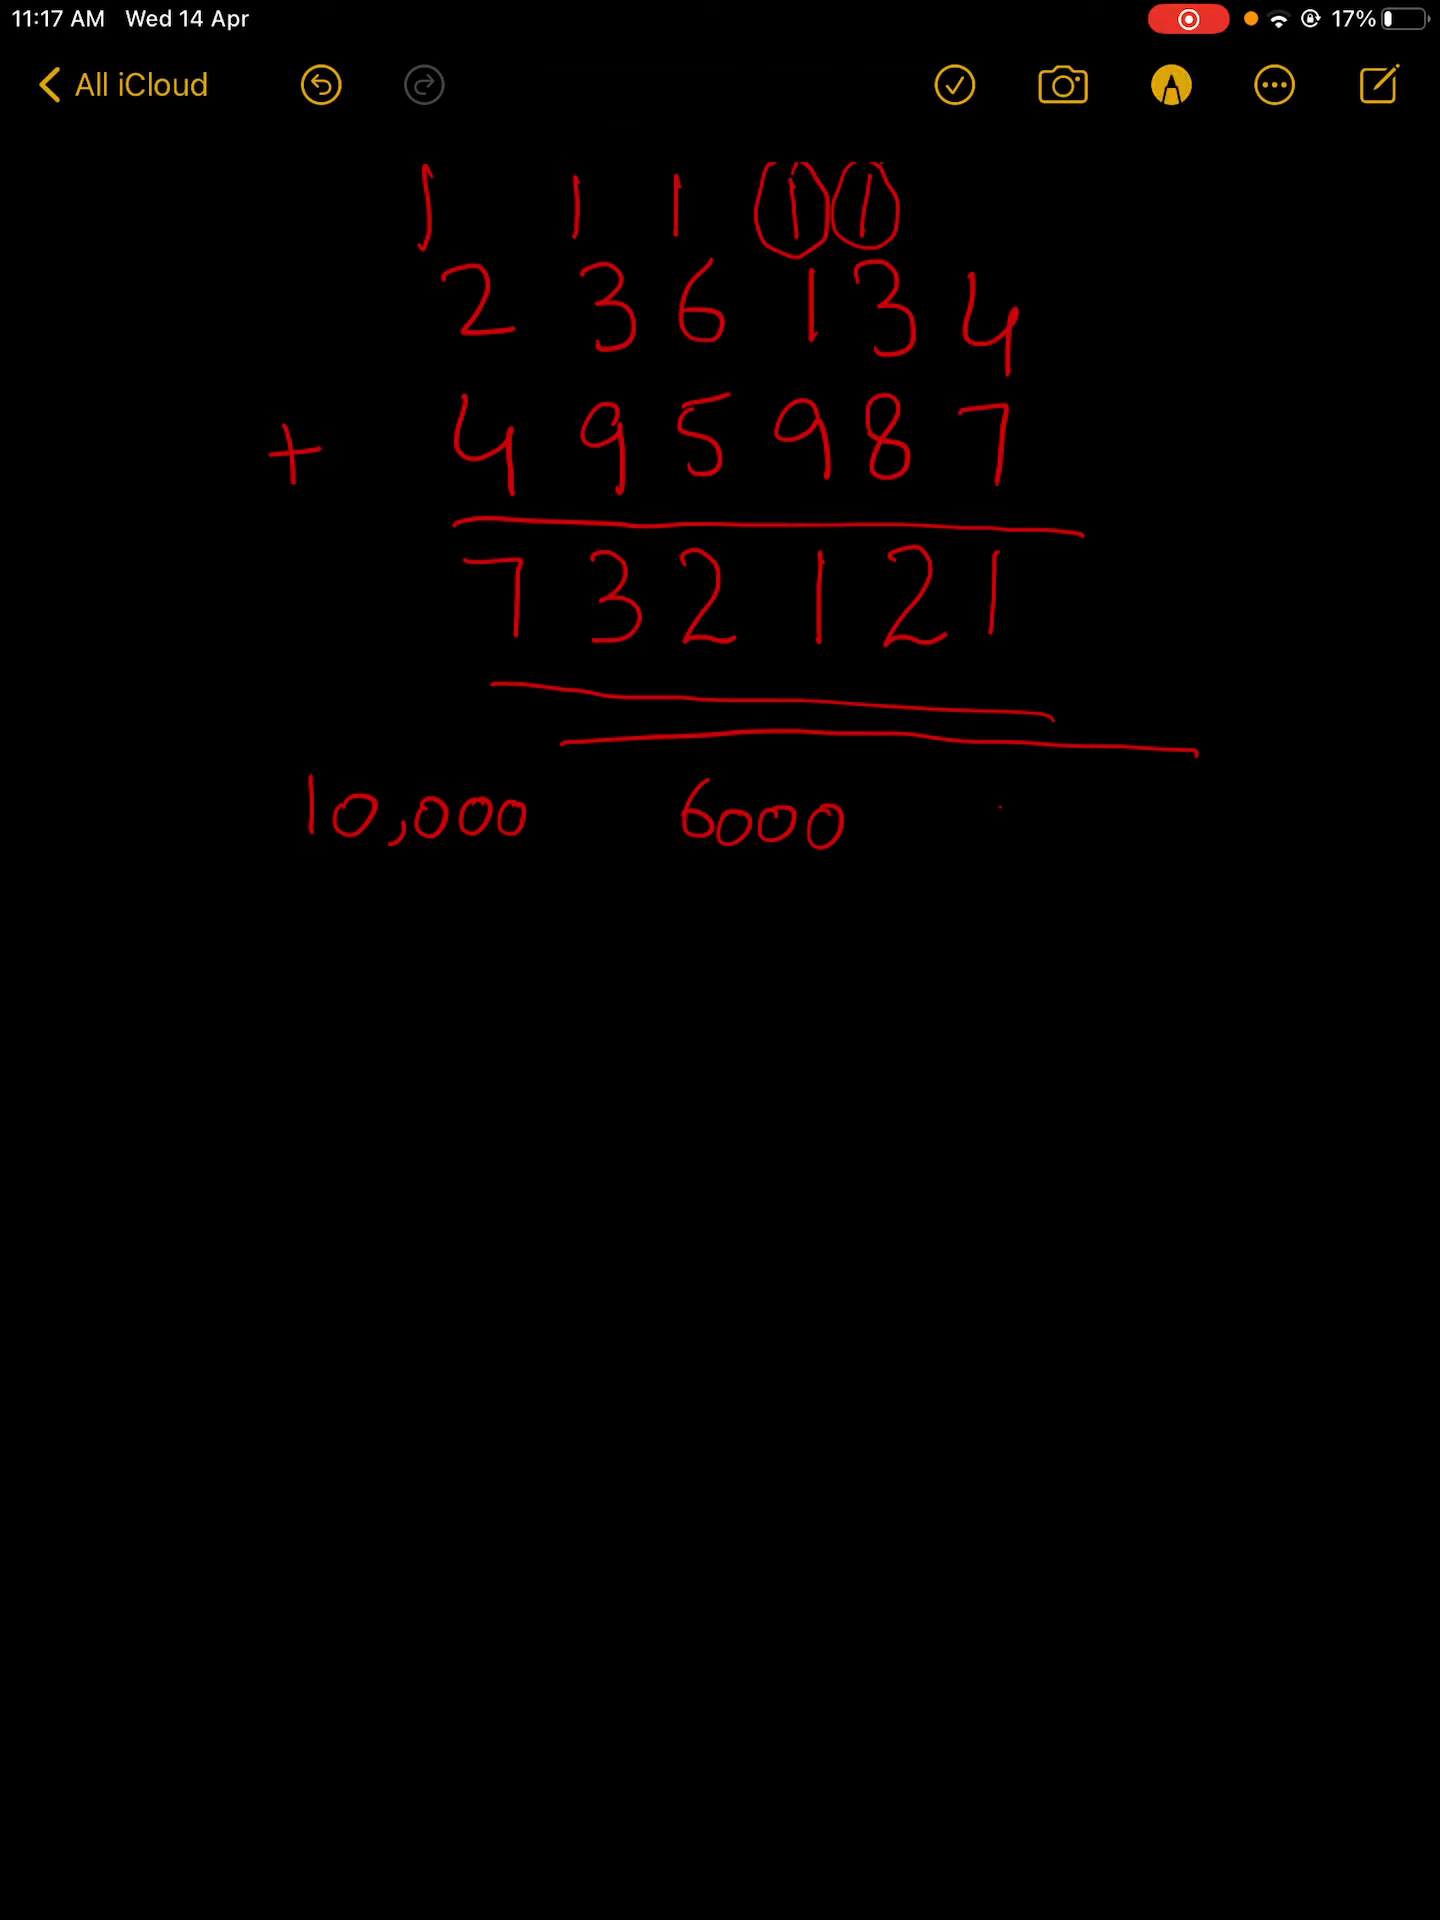 11:17 AM Wed 14 Apr 17%
All iCloud
1 1 1 1 1
2 3 6 1 3 4
+ 4 9 5 9 8 7
7 3 2 1 2 1
10,000 6000